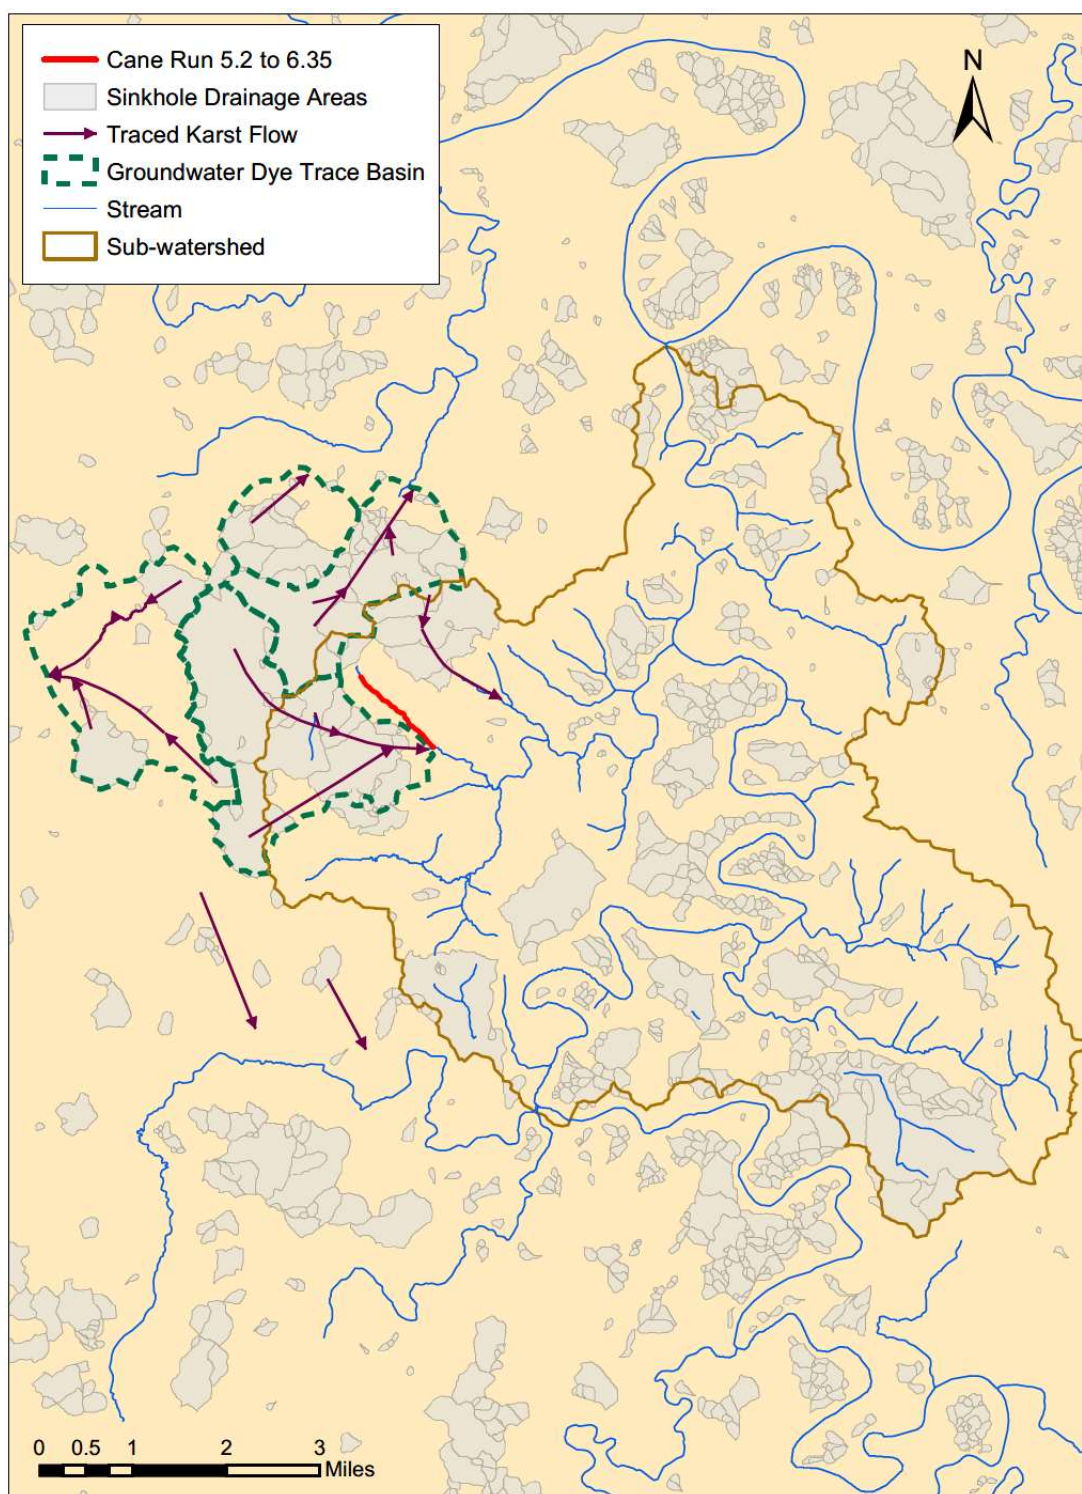 Cane Run 5.2 to 6.35
Sinkhole Drainage Areas
Traced Karst Flow
Groundwater Dye Trace Basin
Stream
Sub-watershed
N
0 0.5 1 2 3
Miles